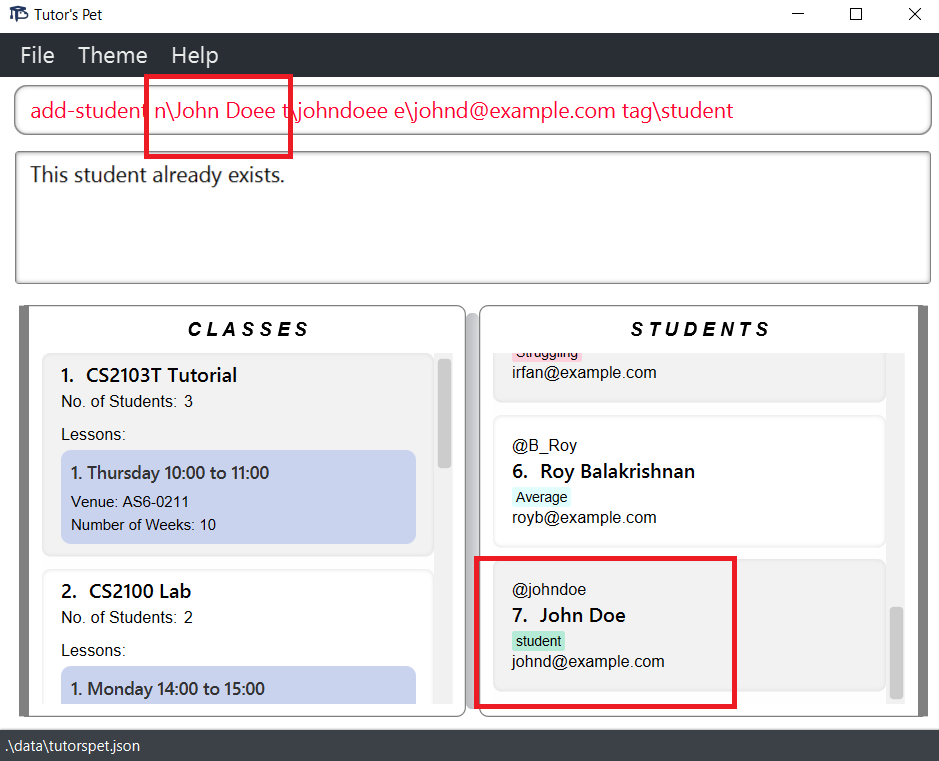 Tutor's Pet
File Theme Help
add-student n\John Doee t\johndoee e\johnd@example.com tag\student
This student already exists.
CLASSES
1. CS2103T Tutorial
No. of Students: 3
Lessons:
1. Thursday 10:00 to 11:00
Venue: AS6-0211
Number of Weeks: 10
2. CS2100 Lab
No. of Students: 2
Lessons:
1. Monday 14:00 to 15:00
STUDENTS
Struggling
irfan@example.com
@B_Roy
6. Roy Balakrishnan
Average
royb@example.com
@johndoe
7. John Doe
student
johnd@example.com
.\data\tutorspet.json